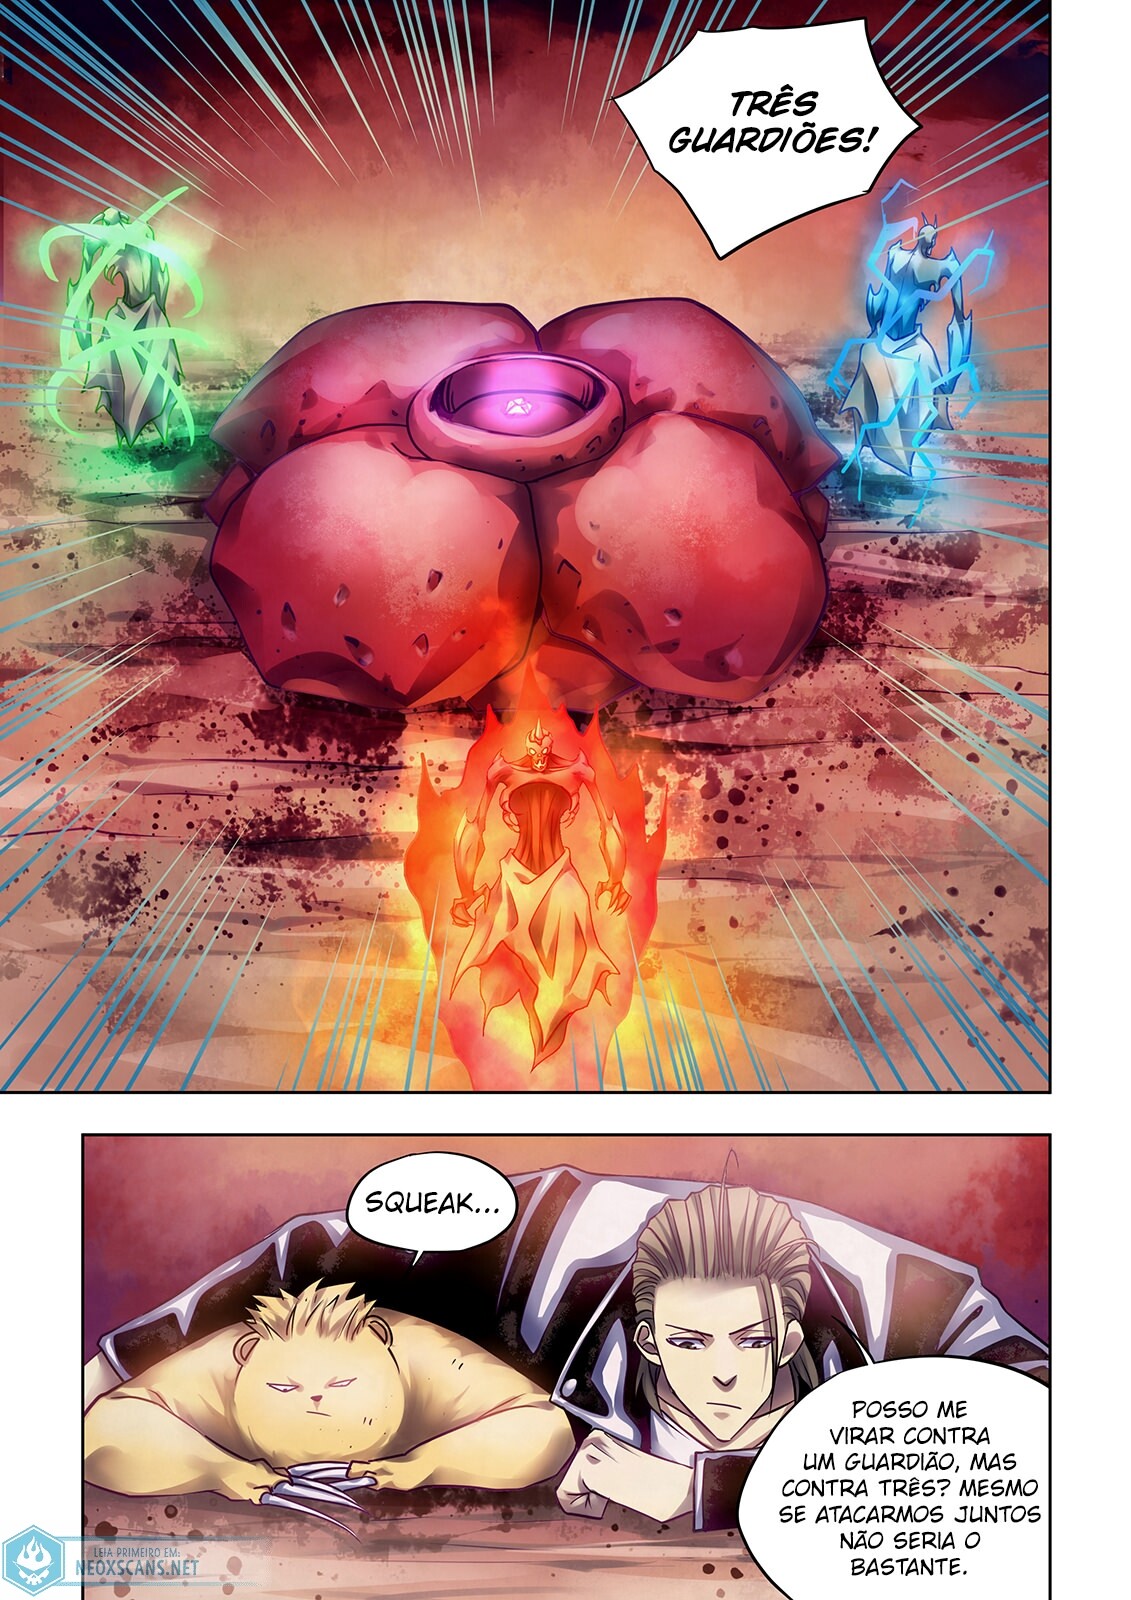 TRÊS
GUARDIÕES!
SQUEAK...
POSSO ME
VIRAR CONTRA
UM GUARDIÃO, MAS
CONTRA TRÊS? MESMO
SE ATACARMOS JUNTOS
NÃO SERIA O
BASTANTE.
LEIA PRIMEIRO EM:
NEOXSCANS.NET